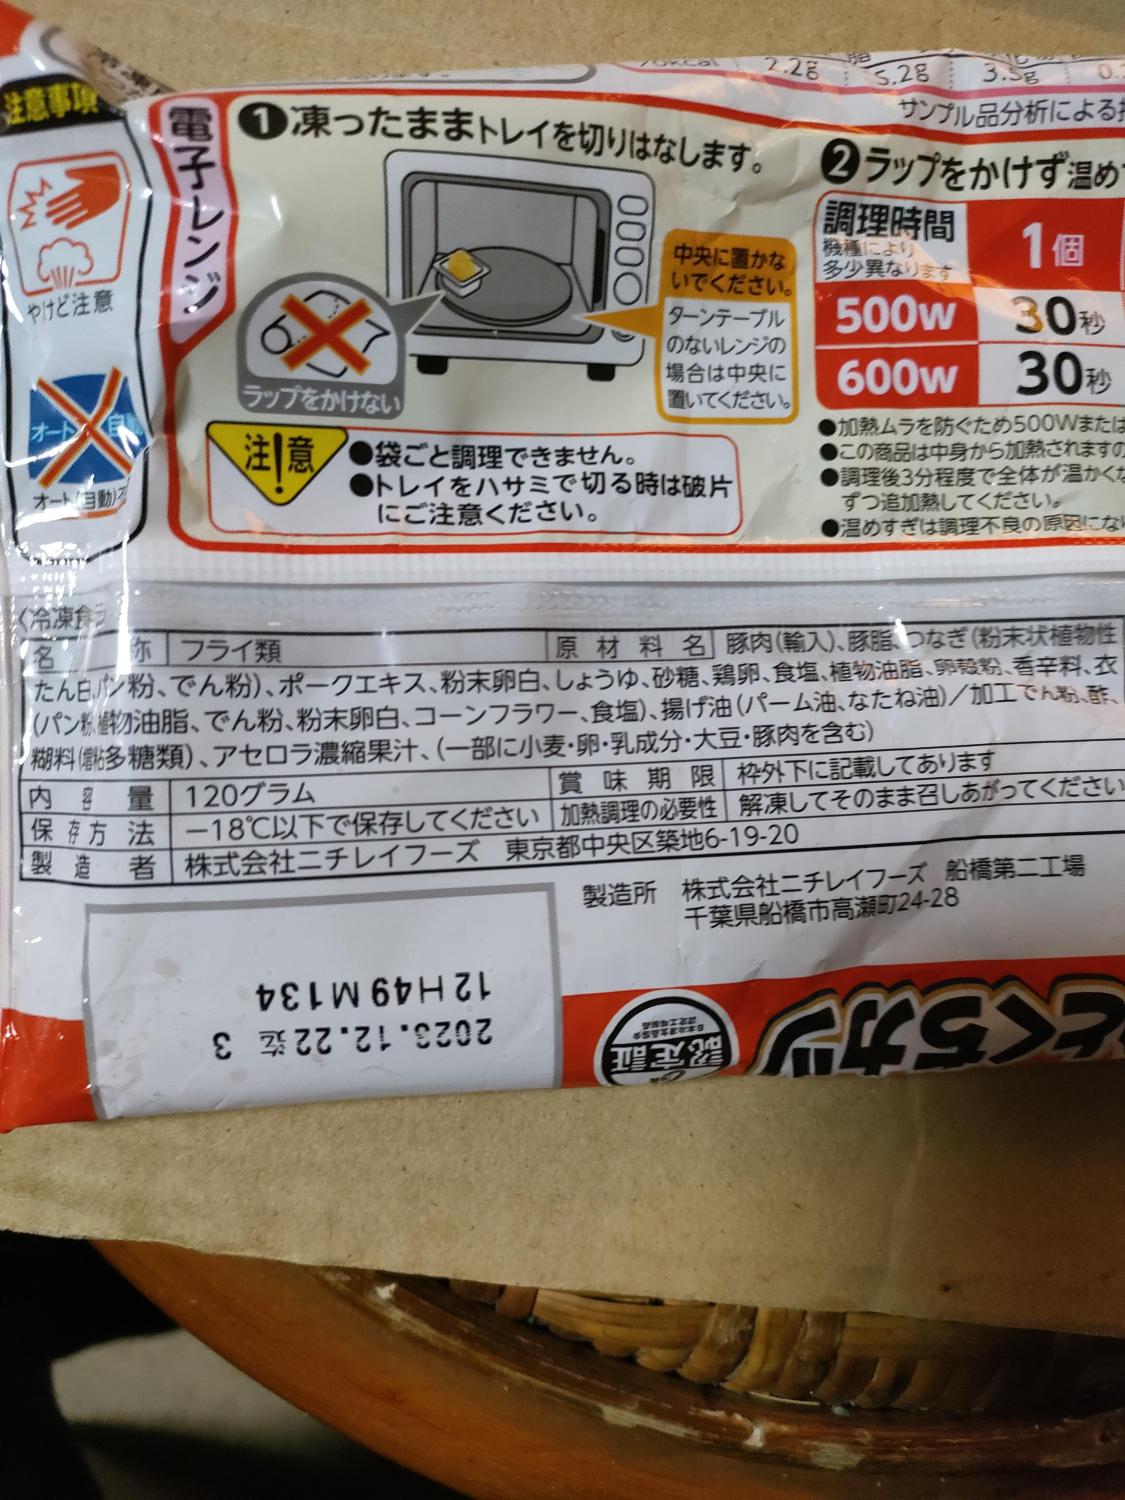 注意事項
やけど注意
オート 自動
電子レンジ
❶凍ったままトレイを切りはなします。
中央に置かな
いでください。
ターンテーブル
のないレンジの
場合は中央に
置いてください。
ラップをかけない
注!意
●袋ごと調理できません。
●トレイをハサミで切る時は破片
にご注意ください。
2.2g 5.2g
サンプル品分析による
❷ラップをかけず温め
調理時間
機種により
多少異なります
1個
500W 30秒
600W 30秒
●加熱ムラを防ぐため500Wまたは
●この商品は中身から加熱されますの
●調理後3分程度で全体が温かくな
ずつ追加熱してください。
●温めすぎは調理不良の原因にな
〈冷凍食
名称 フライ類 原材料名 豚肉(輸入)、豚脂、つなぎ(粉末状植物性
たん白、パン粉、でん粉)、ポークエキス、粉末卵白、しょうゆ、砂糖、鶏卵、食塩、植物油脂、卵殻粉、香辛料、衣
(パン粉、植物油脂、でん粉、粉末卵白、コーンフラワー、食塩)、揚げ油(パーム油、なたね油)/加工でん粉、酢、
糊料(増粘多糖類)、アセロラ濃縮果汁、(一部に小麦・卵・乳成分・大豆・豚肉を含む)
内容量 120グラム 賞味期限 枠外下に記載してあります
保存方法 −18℃以下で保存してください 加熱調理の必要性 解凍してそのまま召しあがってください
製造者 株式会社ニチレイフーズ 東京都中央区築地6-19-20
製造所 株式会社ニチレイフーズ 船橋第二工場
千葉県船橋市高瀬町24-28
2023.12.22迄 3
12H49 M134
認定証
とくちカツ